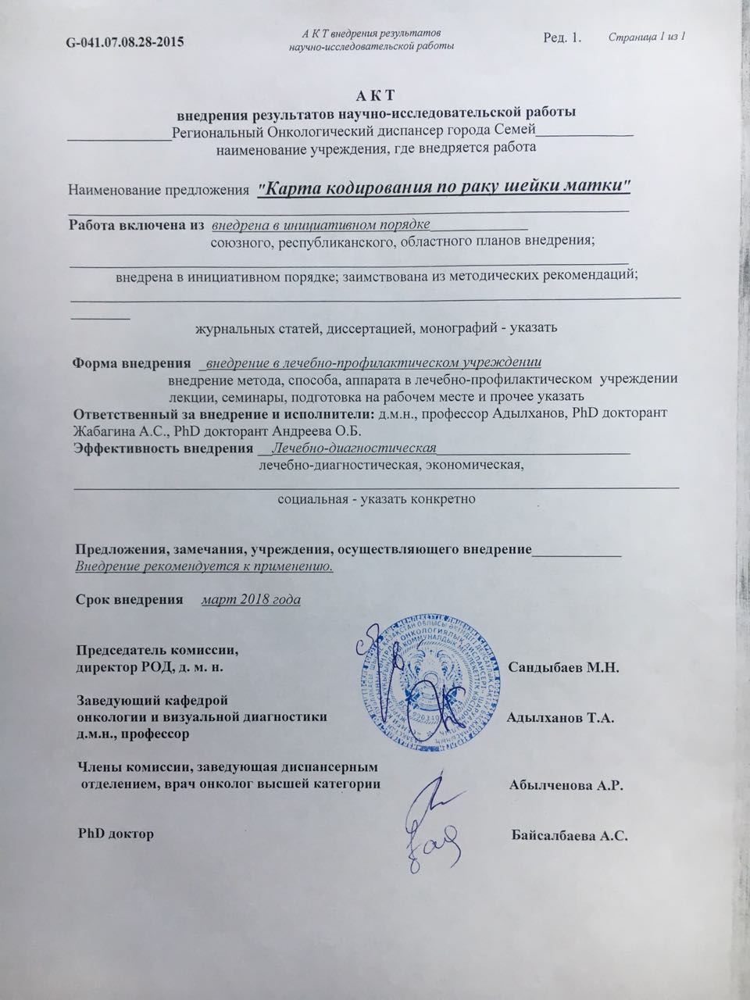 G-041.07.08.28-2015
А К Т внедрения результатов
научно-исследовательской работы
Ред. 1.
Страница 1 из 1
А К Т
внедрения результатов научно-исследовательской работы
Региональный Онкологический диспансер города Семей
наименование учреждения, где внедряется работа
Наименование предложения "Карта кодирования по раку шейки матки"
Работа включена из внедрена в инициативном порядке
союзного, республиканского, областного планов внедрения;
внедрена в инициативном порядке; заимствована из методических рекомендаций;
журнальных статей, диссертацией, монографий - указать
Форма внедрения внедрение в лечебно-профилактическом учреждении
внедрение метода, способа, аппарата в лечебно-профилактическом учреждении
лекции, семинары, подготовка на рабочем месте и прочее указать
Ответственный за внедрение и исполнители: д.м.н., профессор Адылханов, PhD докторант
Жабагина А.С., PhD докторант Андреева О.Б.
Эффективность внедрения Лечебно-диагностическая
лечебно-диагностическая, экономическая,
социальная - указать конкретно
Предложения, замечания, учреждения, осуществляющего внедрение
Внедрение рекомендуется к применению.
Срок внедрения март 2018 года
Председатель комиссии,
директор РОД, д. м. н. Сандыбаев М.Н.
Заведующий кафедрой
онкологии и визуальной диагностики Адылханов Т.А.
д.м.н., профессор
Члены комиссии, заведующая диспансерным
отделением, врач онколог высшей категории Абылченова А.Р.
PhD доктор Байсалбаева А.С.